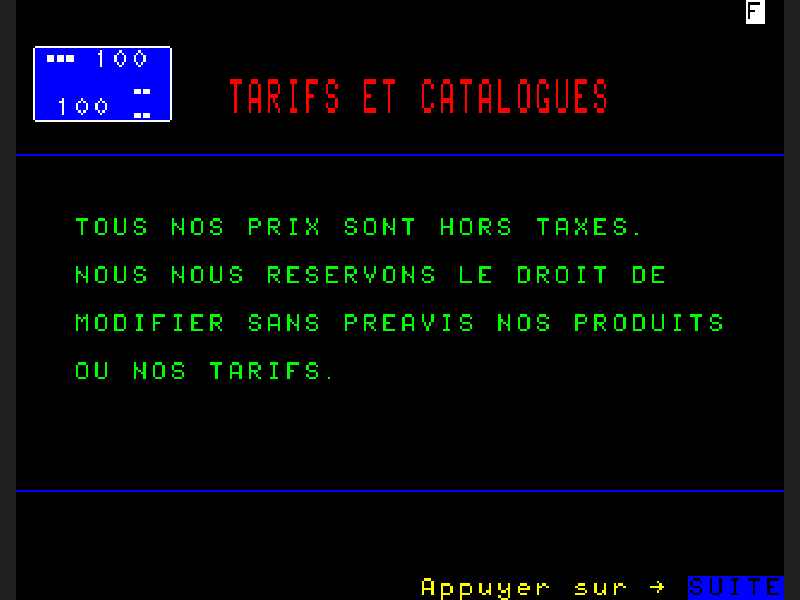 F
100
100
TARIFS ET CATALOGUES
TOUS NOS PRIX SONT HORS TAXES.
NOUS NOUS RESERVONS LE DROIT DE
MODIFIER SANS PREAVIS NOS PRODUITS
OU NOS TARIFS.
Appuyer sur → SUITE